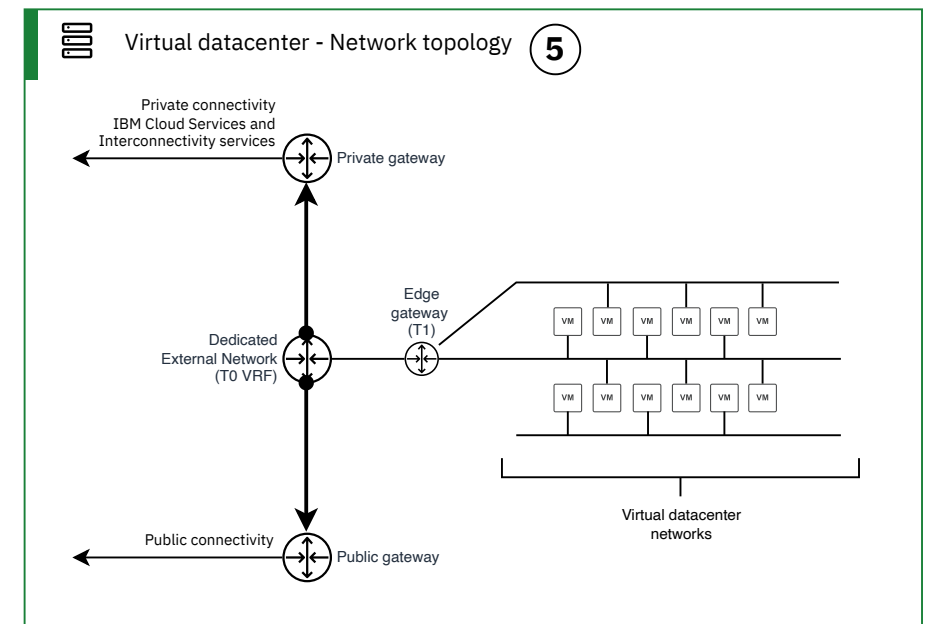 Virtual datacenter - Network topology
5
Private connectivity
IBM Cloud Services and
Interconnectivity services
Private gateway
Edge
gateway
(T1)
VM VM VM VM VM VM
Dedicated
External Network
(T0 VRF)
VM VM VM VM VM VM
Virtual datacenter
networks
Public connectivity
Public gateway